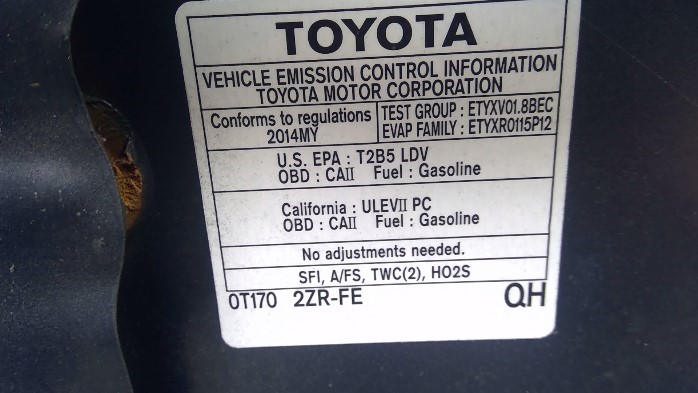 TOYOTA
VEHICLE EMISSION CONTROL INFORMATION
TOYOTA MOTOR CORPORATION
Conforms to regulations
2014MY
TEST GROUP : ETYXV01.8BEC
EVAP FAMILY : ETYXR0115P12
U.S. EPA : T2B5 LDV
OBD : CAII Fuel : Gasoline
California : ULEVII PC
OBD : CAII Fuel : Gasoline
No adjustments needed.
SFI, A/FS, TWC(2), HO2S
0T170 2ZR-FE QH